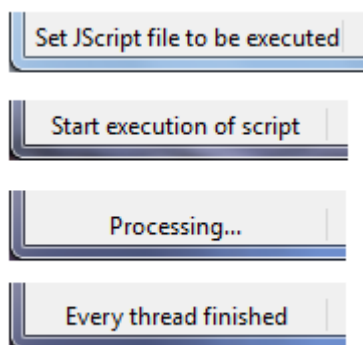 Set JScript file to be executed
Start execution of script
Processing...
Every thread finished